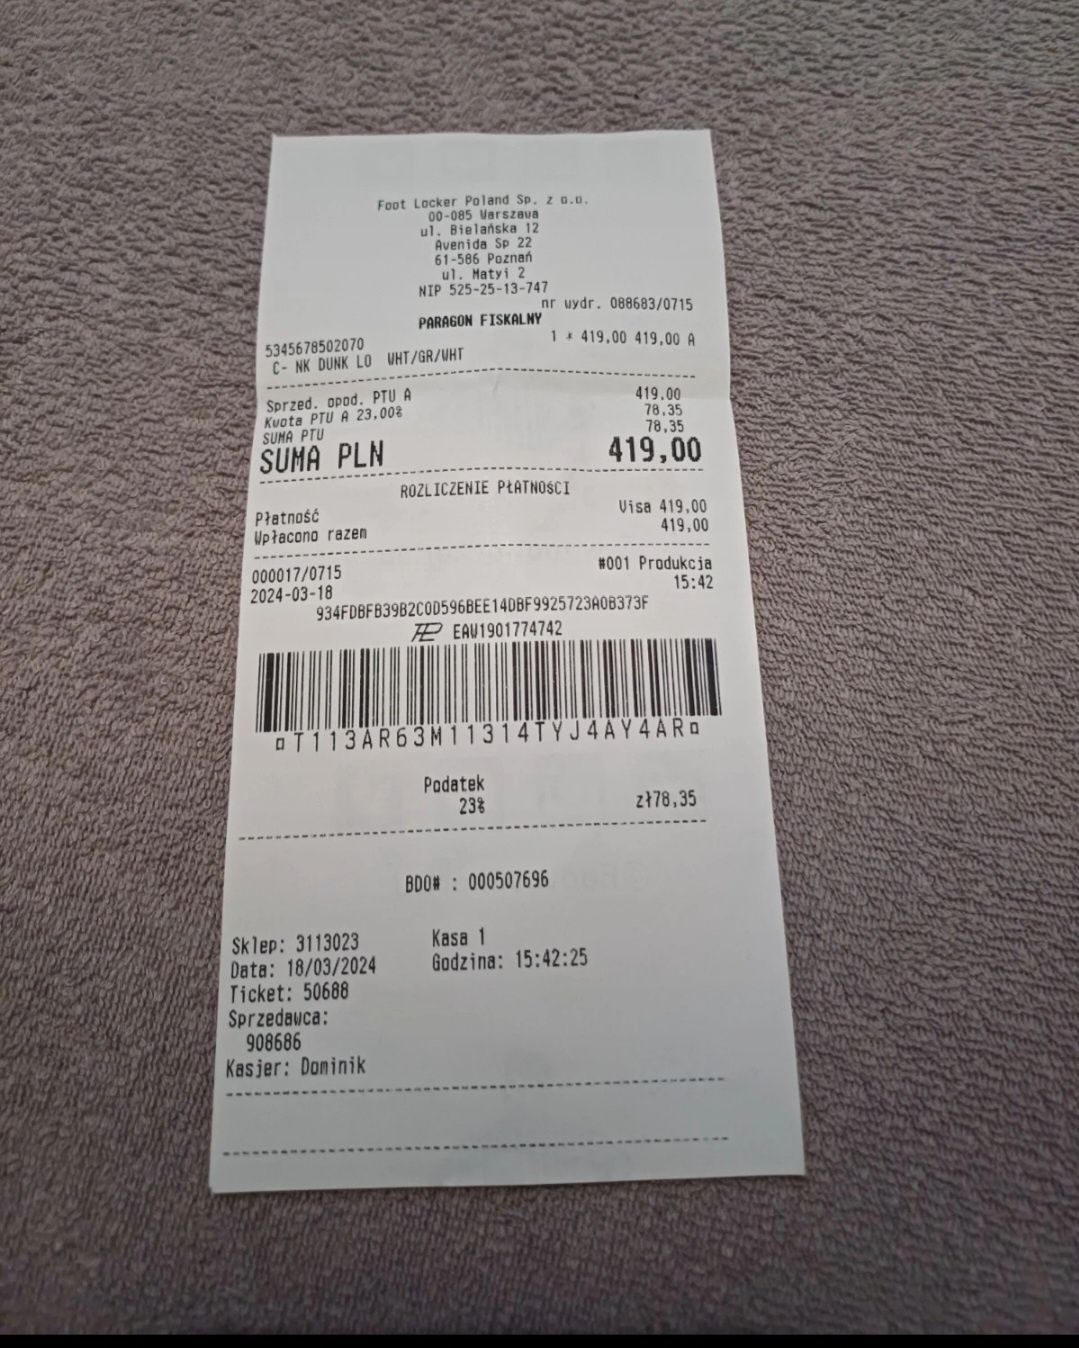 Foot Locker Poland Sp. z o.o.
00-085 Warszawa
ul. Bielańska 12
Avenida Sp 22
61-586 Poznań
ul. Matyi 2
NIP 525-25-13-747
nr wydr. 088683/0715
PARAGON FISKALNY
5345678502070 1 * 419,00 419,00 A
C- NK DUNK LO WHT/GR/WHT
Sprzed. opod. PTU A 419,00
Kwota PTU A 23,00% 78,35
SUMA PTU 78,35
SUMA PLN 419,00
ROZLICZENIE PŁATNOŚCI
Płatność Visa 419,00
Wpłacono razem 419,00
000017/0715 #001 Produkcja
2024-03-18 15:42
934FDBFB39B2C0D596BEE14DBF9925723A0B373F
EAW1901774742
¤T113AR63M11314TYJ4AY4AR¤
Podatek
23% zł78,35
BDO# : 000507696
Sklep: 3113023 Kasa 1
Data: 18/03/2024 Godzina: 15:42:25
Ticket: 50688
Sprzedawca:
908686
Kasjer: Dominik